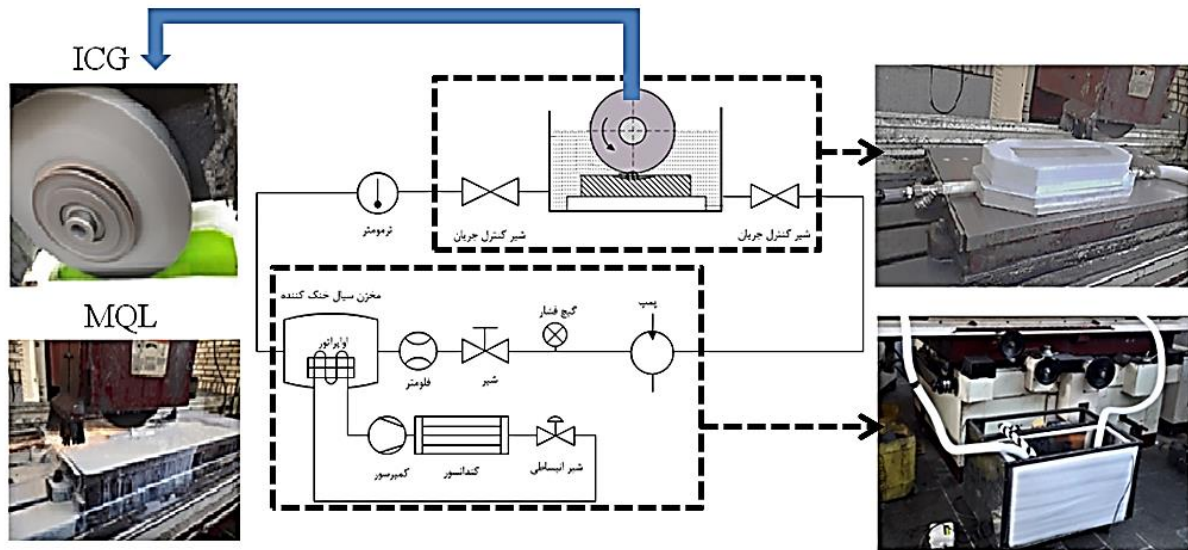 ICG
ترمومتر
شیر کنترل جریان
شیر کنترل جریان
مخزن سیال خنک کننده
MQL
اواپراتور
فلومتر
شیر
گیج فشار
پمپ
کمپرسور
کندانسور
شیر انبساطی